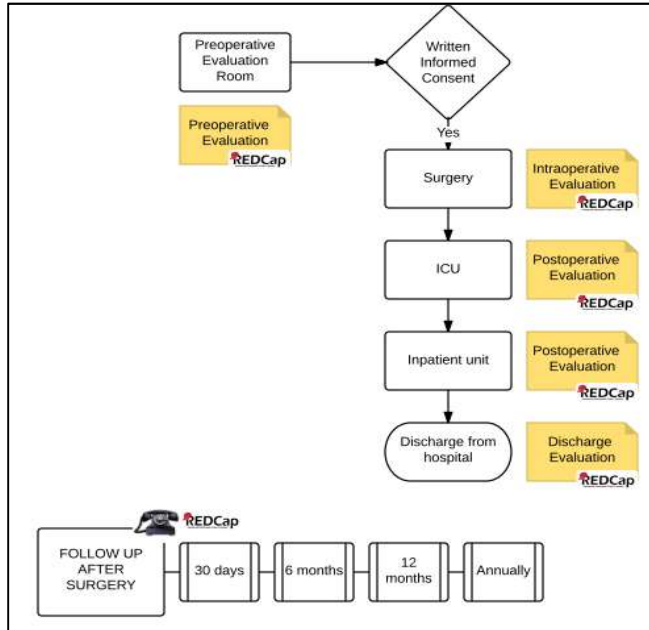 Preoperative
Evaluation
Room
Written
Informed
Consent
Preoperative
Evaluation
REDCap
Yes
Surgery
Intraoperative
Evaluation
REDCap
ICU
Postoperative
Evaluation
REDCap
Inpatient unit
Postoperative
Evaluation
REDCap
Discharge from
hospital
Discharge
Evaluation
REDCap
REDCap
FOLLOW UP
AFTER
SURGERY
30 days
6 months
12
months
Annually